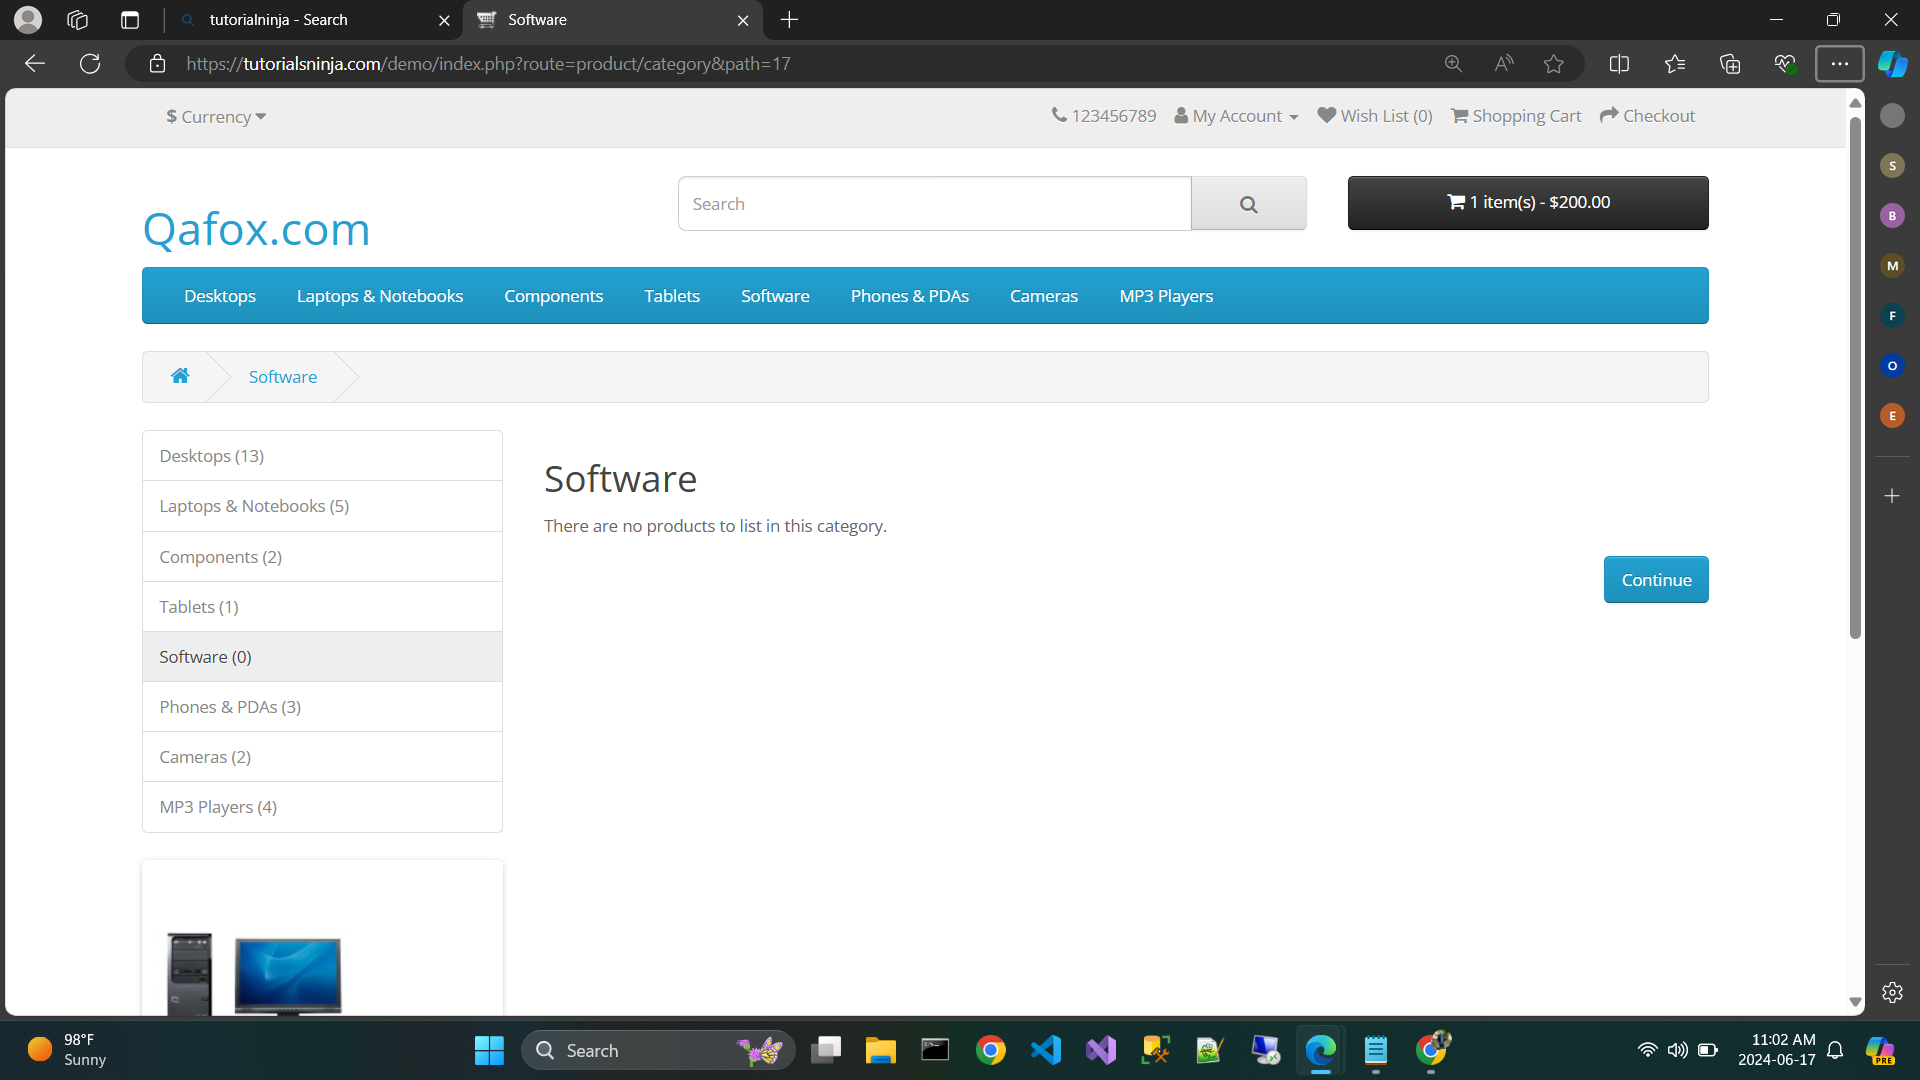 tutorialninja - Search
Software
https://tutorialsninja.com/demo/index.php?route=product/category&path=17
$ Currency
123456789
My Account
Wish List (0)
Shopping Cart
Checkout
Qafox.com
Search
1 item(s) - $200.00
Desktops
Laptops & Notebooks
Components
Tablets
Software
Phones & PDAs
Cameras
MP3 Players
Software
Desktops (13)
Laptops & Notebooks (5)
Components (2)
Tablets (1)
Software (0)
Phones & PDAs (3)
Cameras (2)
MP3 Players (4)
Software
There are no products to list in this category.
Continue
S
B
M
F
O
E
98°F
Sunny
Search
11:02 AM
2024-06-17
PRE